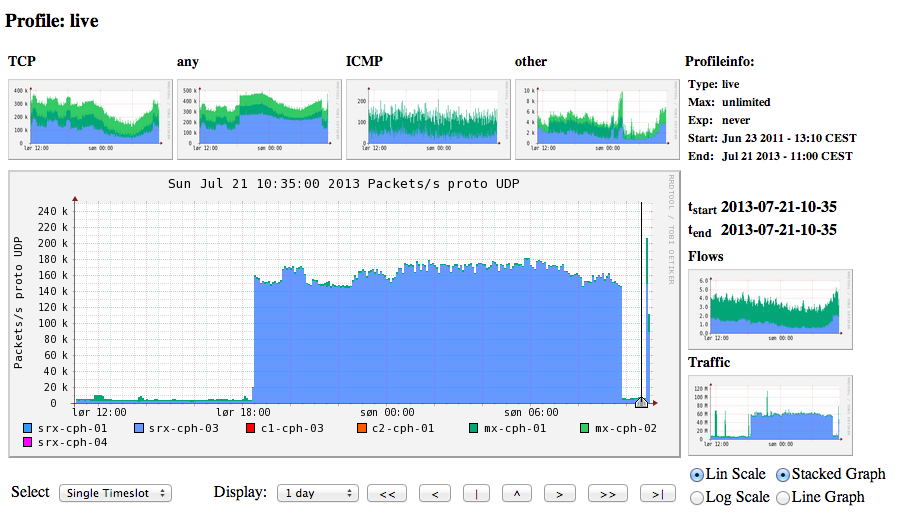 Profile: live
TCP any ICMP other Profileinfo:
Type: live
Max: unlimited
Exp: never
Start: Jun 23 2011 - 13:10 CEST
End: Jul 21 2013 - 11:00 CEST
500 k
400 k
300 k
200 k
100 k
0
lør 12:00 søn 00:00
500 k
400 k
300 k
200 k
100 k
0
lør 12:00 søn 00:00
200
100
0
lør 12:00 søn 00:00
10 k
8 k
6 k
4 k
2 k
0
lør 12:00 søn 00:00
Sun Jul 21 10:35:00 2013 Packets/s proto UDP
RRDTOOL / TOBI OETIKER
Packets/s proto UDP
240 k
220 k
200 k
180 k
160 k
140 k
120 k
100 k
80 k
60 k
40 k
20 k
0
lør 12:00 lør 18:00 søn 00:00 søn 06:00
srx-cph-01 srx-cph-03 c1-cph-03 c2-cph-01 mx-cph-01 mx-cph-02
srx-cph-04
tstart 2013-07-21-10-35
tend 2013-07-21-10-35
Flows
6.0
5.0
4.0
3.0
2.0
1.0
0.0
lør 12:00 søn 00:00
Traffic
120 M
100 M
80 M
60 M
40 M
20 M
0
lør 12:00 søn 00:00
Lin Scale Stacked Graph
Log Scale Line Graph
Select Single Timeslot Display: 1 day << < | ^ > >> >|